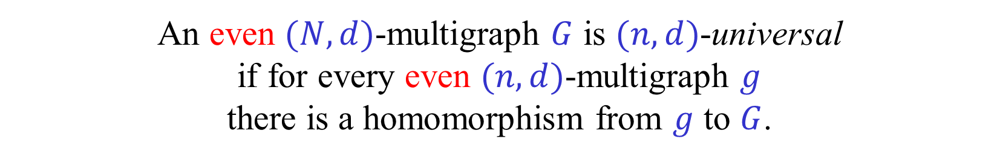 An even (N, d)-multigraph G is (n, d)-universal
if for every even (n, d)-multigraph g
there is a homomorphism from g to G.